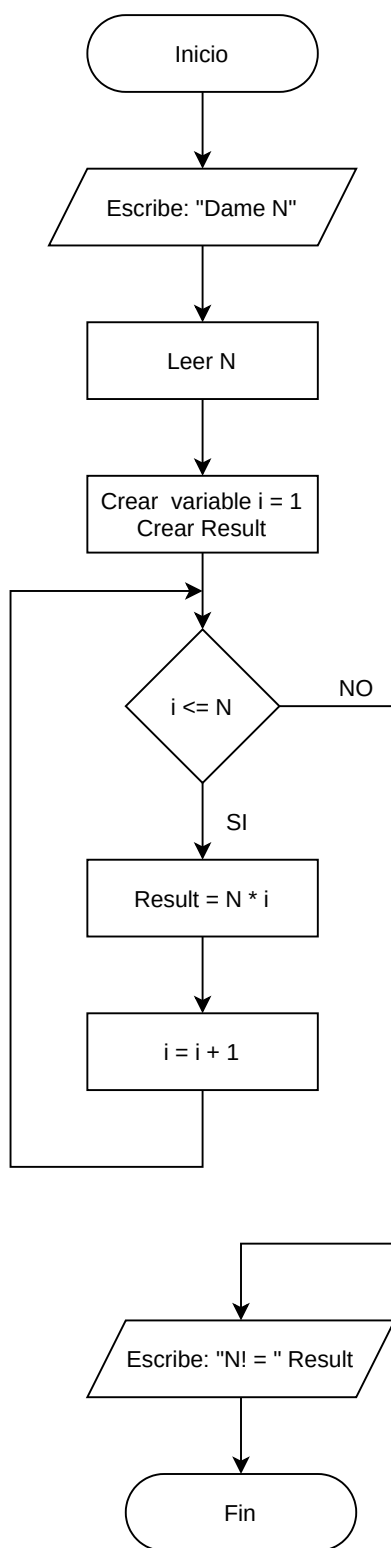 Inicio
Escribe: "Dame N"
Leer N
Crear  variable i = 1
Crear Result
i <= N
NO
SI
Result = N * i
i = i + 1
Escribe: "N! = " Result
Fin